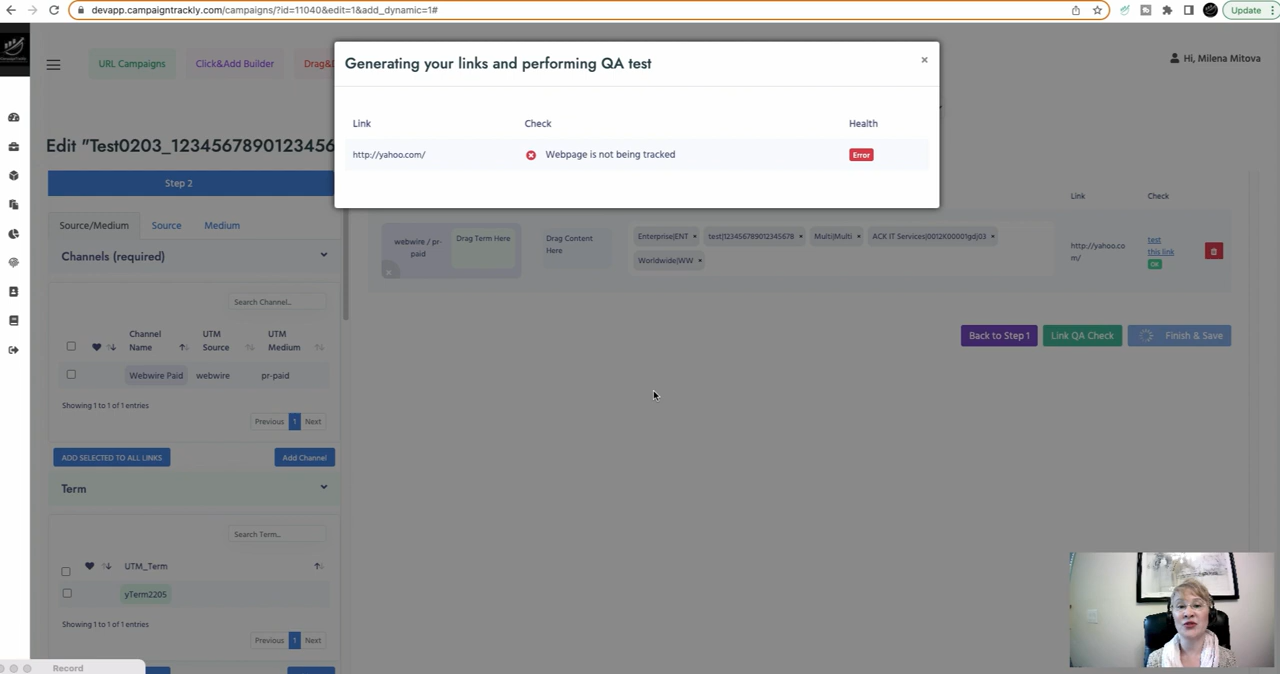 devapp.campaigntrackly.com/campaigns/?id=11040&edit=1&add_dynamic=1#
Update
URL Campaigns
Click&Add Builder
Drag&
Hi, Milena Mitova
Generating your links and performing QA test
×
Link
Check
Health
http://yahoo.com/
Webpage is not being tracked
Error
Edit "Test0203_1234567890123456
Step 2
Source/Medium
Source
Medium
Channels (required)
Search Channel...
Channel Name
UTM Source
UTM Medium
Webwire Paid
webwire
pr-paid
Showing 1 to 1 of 1 entries
Previous
1
Next
ADD SELECTED TO ALL LINKS
Add Channel
Term
Search Term...
UTM_Term
yTerm2205
Showing 1 to 1 of 1 entries
Previous
1
Next
Link
Check
webwire / pr-
paid
Drag Term Here
Drag Content
Here
Enterprise|ENT ×
test|123456789012345678 ×
Multi|Multi ×
ACK IT Services|0012K00001gdj03 ×
Worldwide|WW ×
http://yahoo.co
m/
test
this link
OK
Back to Step 1
Link QA Check
Finish & Save
Record